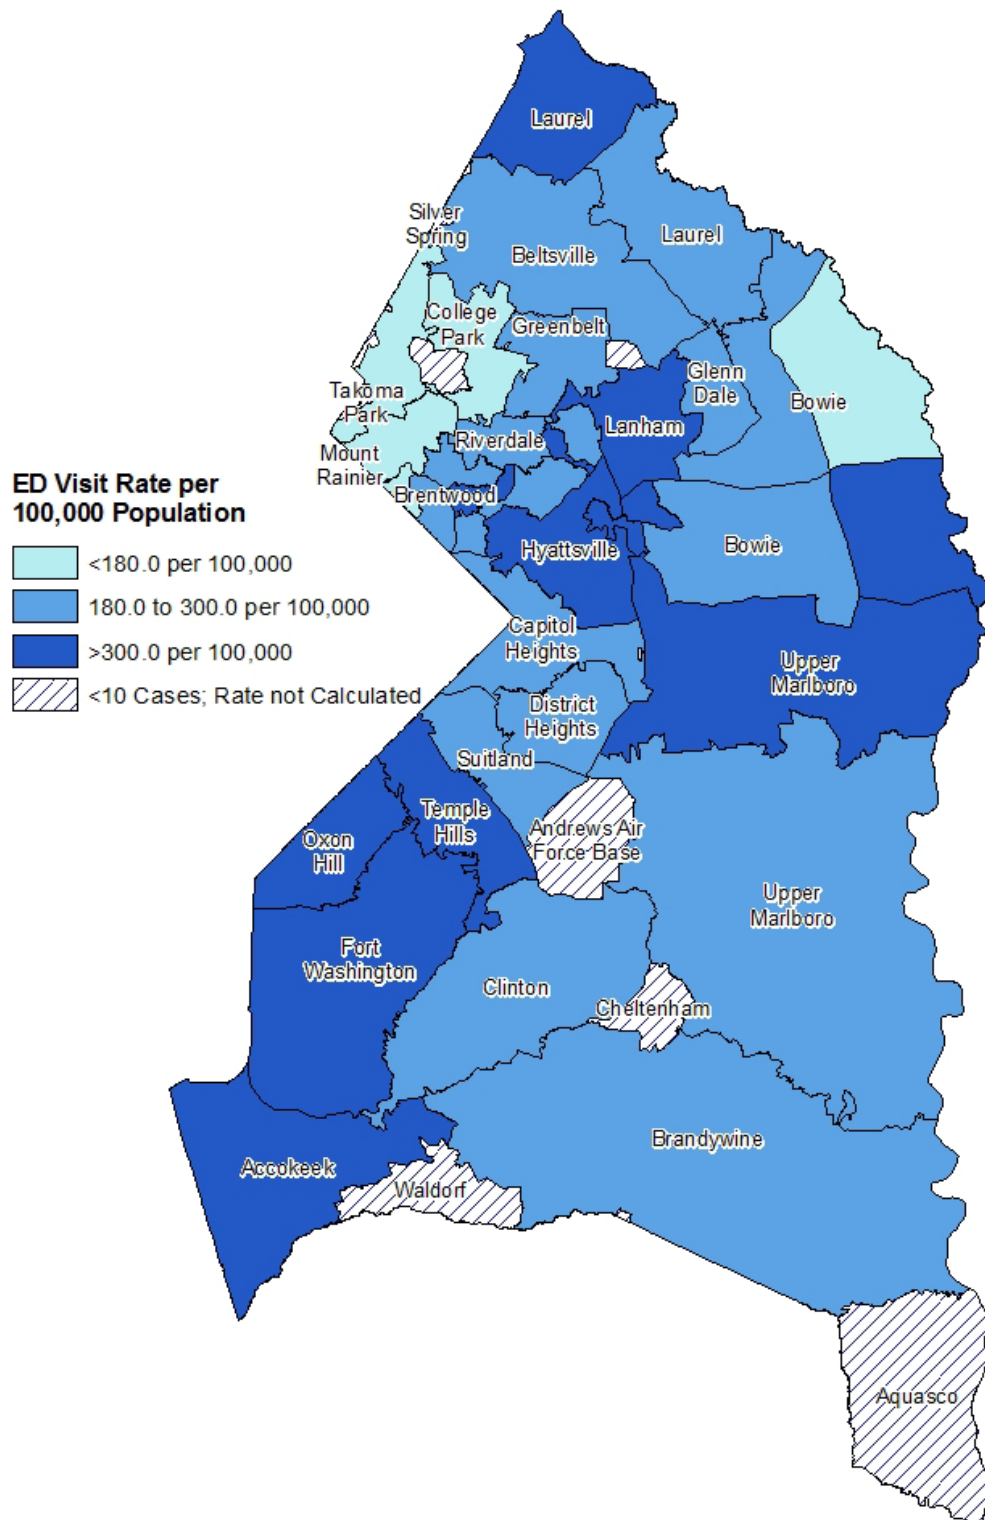 Laurel
Silver
Spring
Laurel
Beltsville
College
Park
Greenbelt
Glenn
Dale
Takoma
Park
Bowie
Lanham
Riverdale
Mount
Rainier
Brentwood
ED Visit Rate per
100,000 Population
<180.0 per 100,000
180.0 to 300.0 per 100,000
>300.0 per 100,000
<10 Cases; Rate not Calculated
Hyattsville
Bowie
Capitol
Heights
Upper
Marlboro
District
Heights
Suitland
Temple
Hills
Oxon
Hill
Andrews Air
Force Base
Upper
Marlboro
Fort
Washington
Clinton
Cheltenham
Brandywine
Accokeek
Waldorf
Aquasco